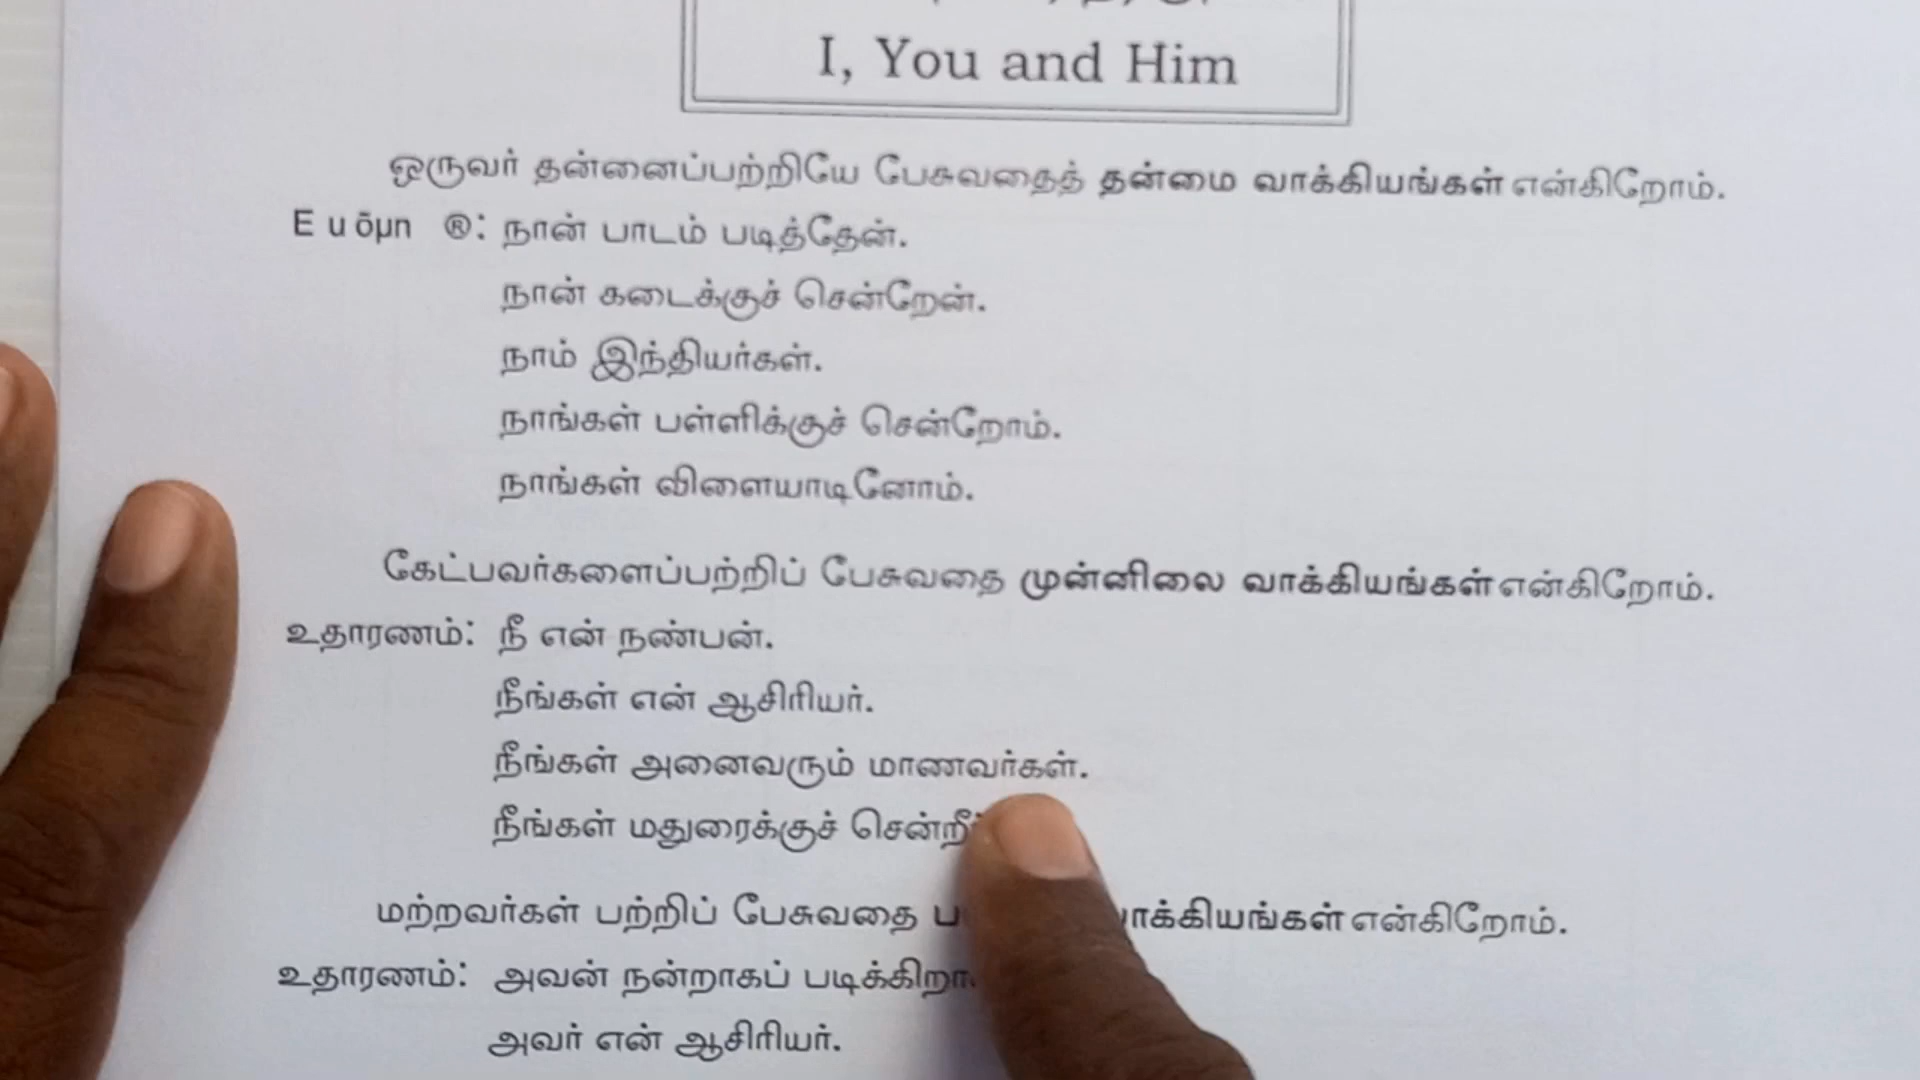 I, You and Him
ஒருவர் தன்னைப்பற்றியே பேசுவதைத் தன்மை வாக்கியங்கள் என்கிறோம்.
E u õµn ®: நான் பாடம் படித்தேன்.
நான் கடைக்குச் சென்றேன்.
நாம் இந்தியர்கள்.
நாங்கள் பள்ளிக்குச் சென்றோம்.
நாங்கள் விளையாடினோம்.
கேட்பவர்களைப்பற்றிப் பேசுவதை முன்னிலை வாக்கியங்கள் என்கிறோம்.
உதாரணம்: நீ என் நண்பன்.
நீங்கள் என் ஆசிரியர்.
நீங்கள் அனைவரும் மாணவர்கள்.
நீங்கள் மதுரைக்குச்
மற்றவர்கள் பற்றிப் பேசுவதை என்கிறோம்.
உதாரணம்: அவன் நன்றாகப்
அவர் என் ஆசிரியர்.